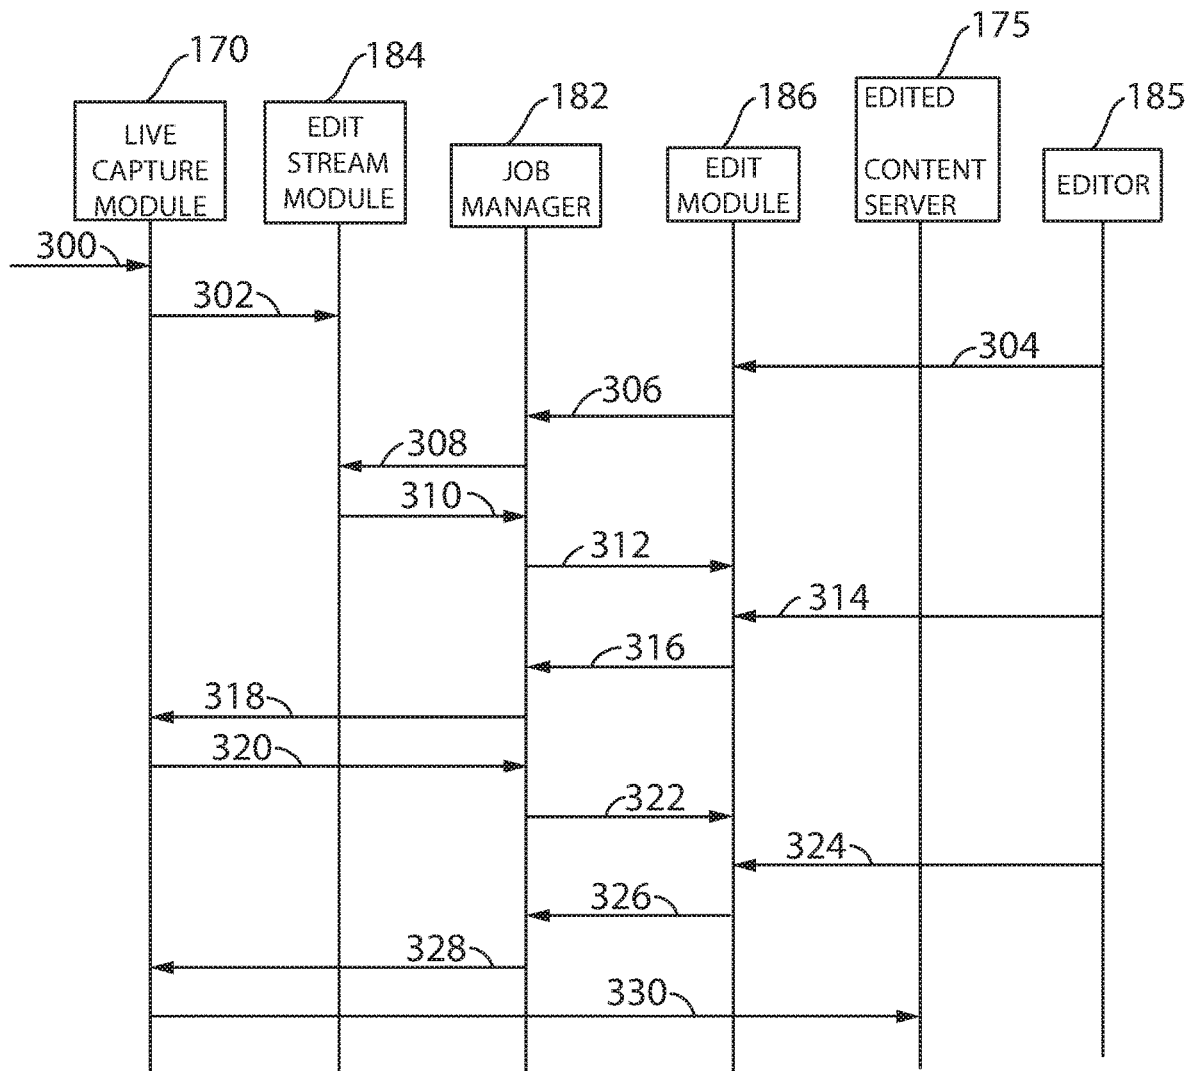 170
184
182
186
175
185
LIVE
CAPTURE
MODULE
EDIT
STREAM
MODULE
JOB
MANAGER
EDIT
MODULE
EDITED
CONTENT
SERVER
EDITOR
300
302
304
306
308
310
312
314
316
318
320
322
324
326
328
330